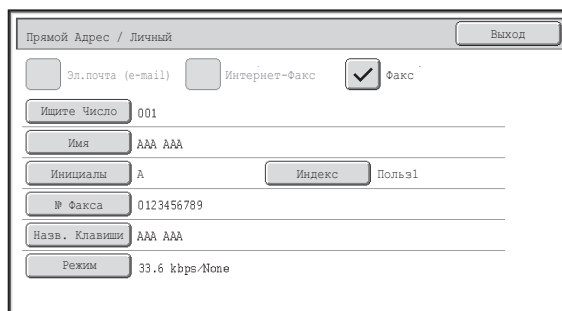 Прямой Адрес / Личный Выход
Эл.почта (e-mail) Интернет-Факс Факс
Ищите Число 001
Имя AAA AAA
Инициалы A Индекс Польз1
№ Факса 0123456789
Назв. Клавиши AAA AAA
Режим 33.6 kbps/None